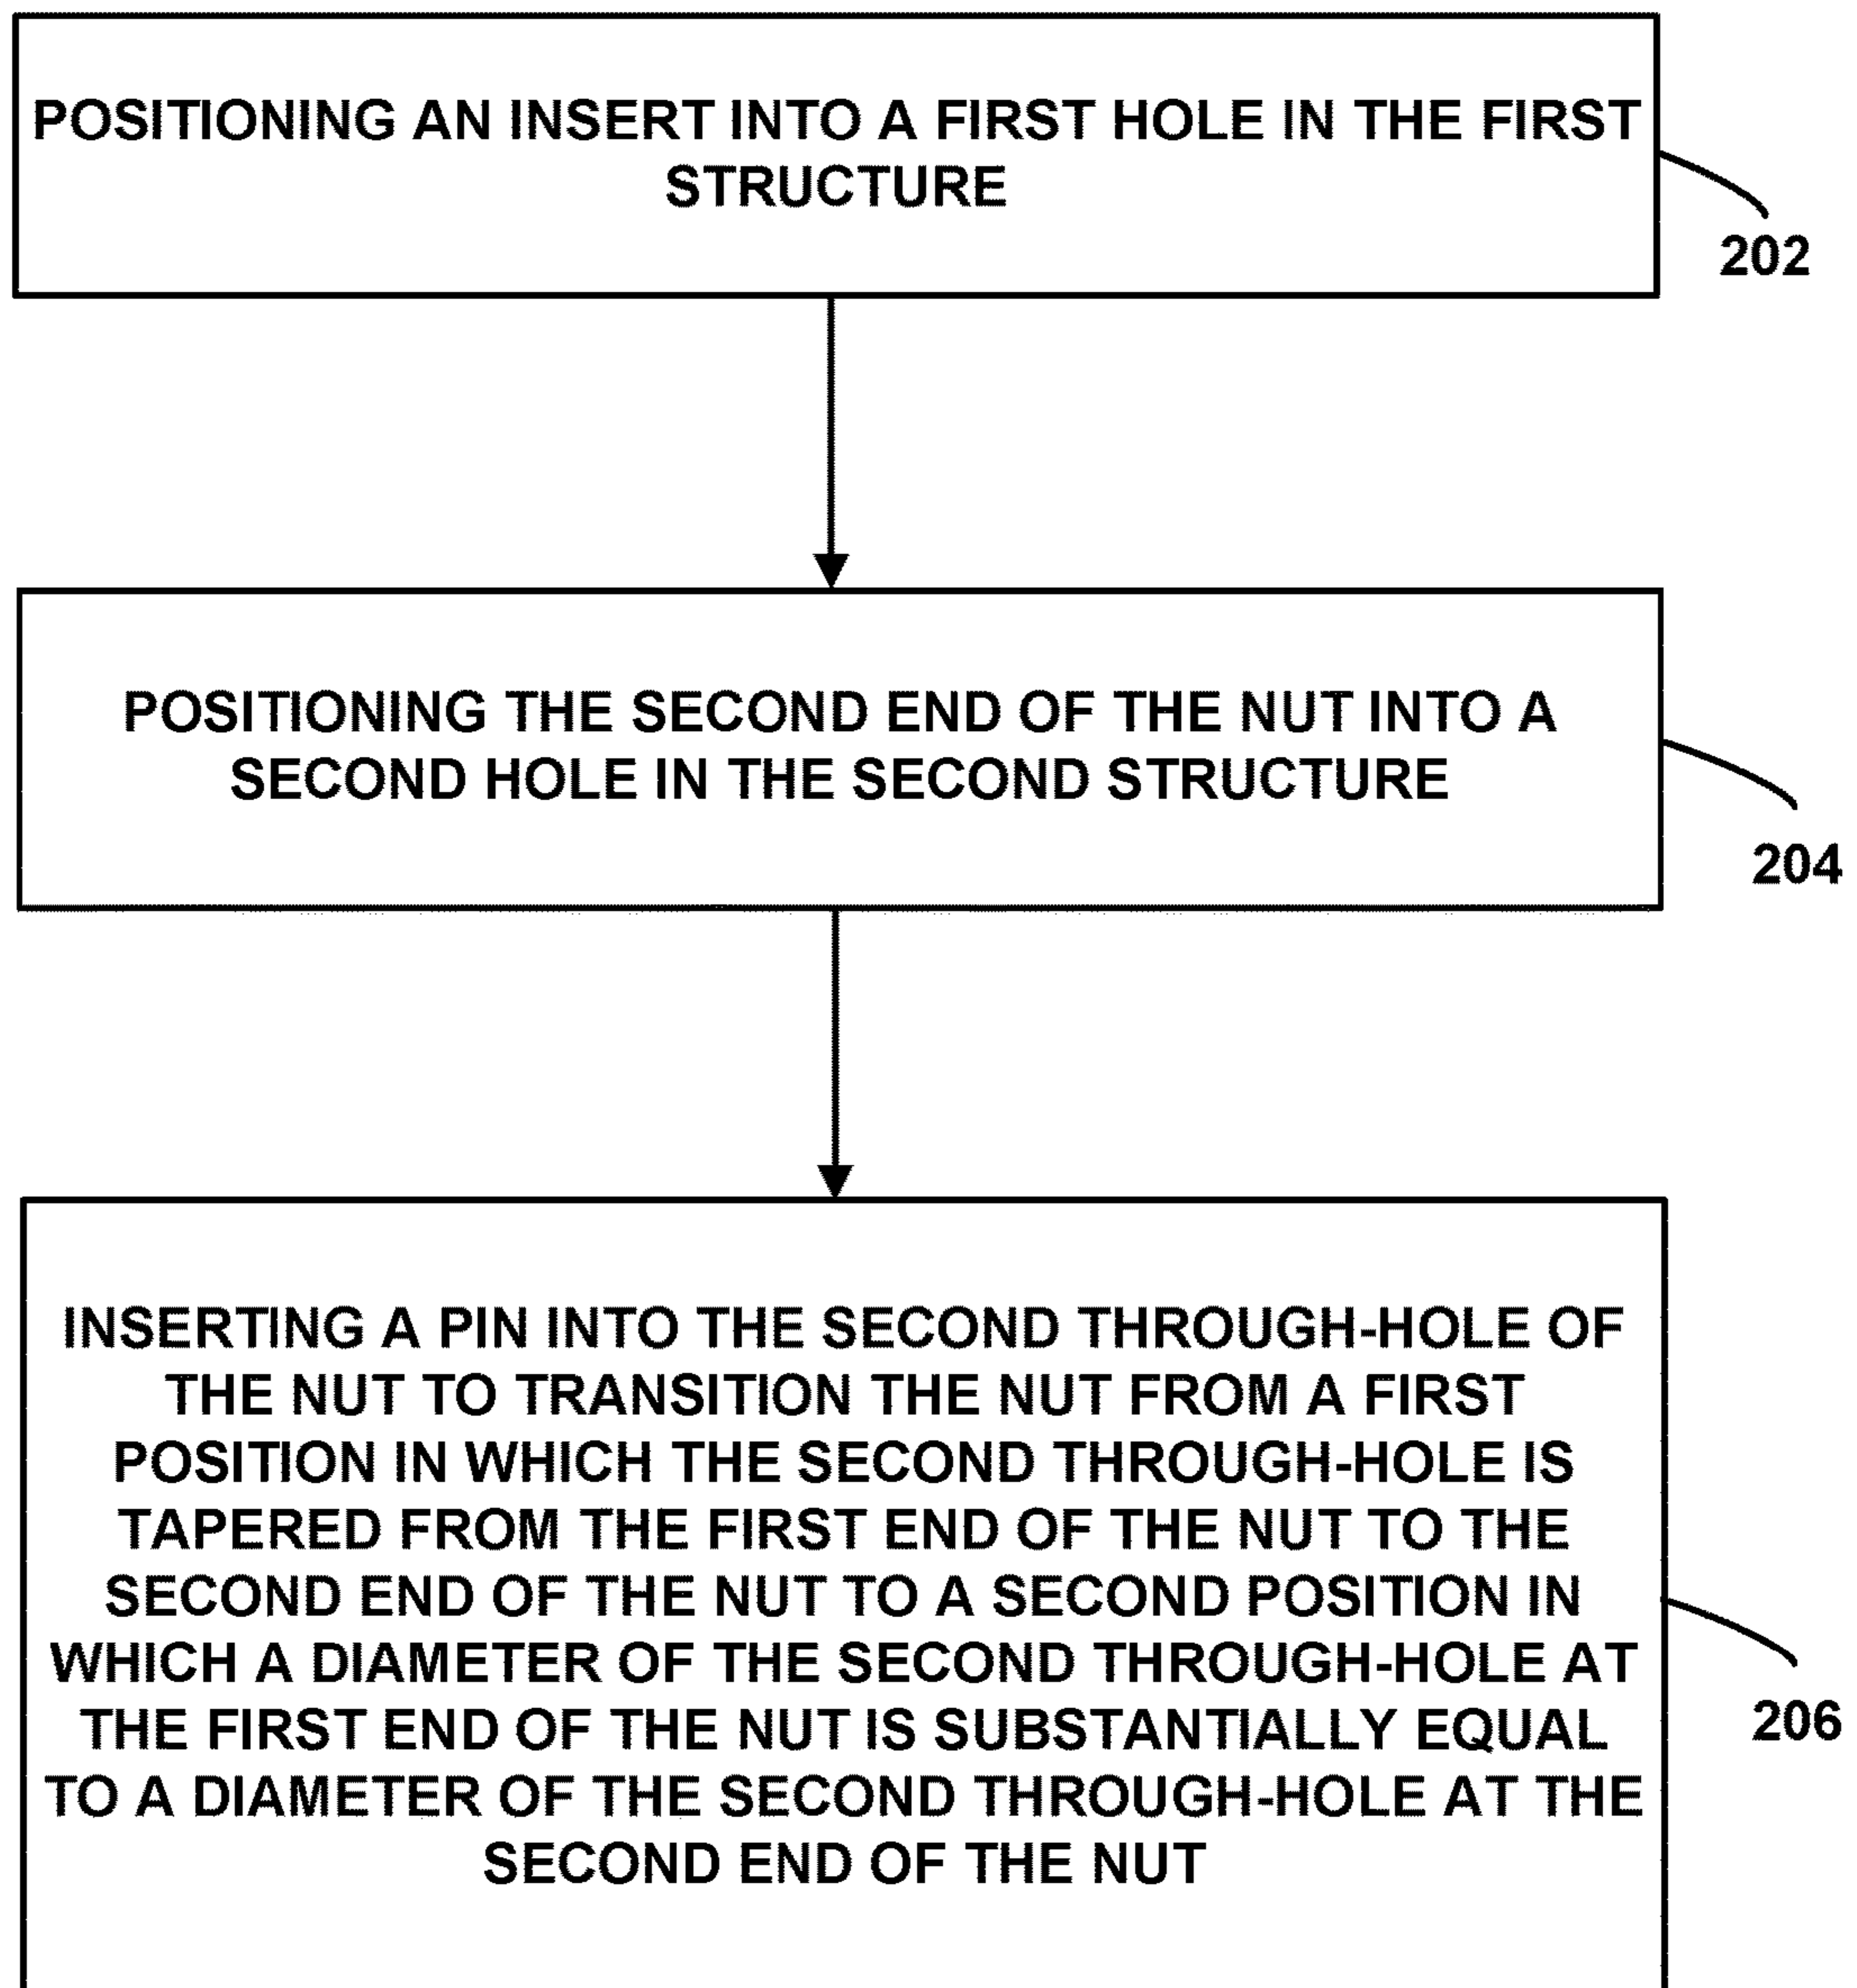 POSITIONING AN INSERT INTO A FIRST HOLE IN THE FIRST
STRUCTURE
202
POSITIONING THE SECOND END OF THE NUT INTO A
SECOND HOLE IN THE SECOND STRUCTURE
204
INSERTING A PIN INTO THE SECOND THROUGH-HOLE OF
THE NUT TO TRANSITION THE NUT FROM A FIRST
POSITION IN WHICH THE SECOND THROUGH-HOLE IS
TAPERED FROM THE FIRST END OF THE NUT TO THE
SECOND END OF THE NUT TO A SECOND POSITION IN
WHICH A DIAMETER OF THE SECOND THROUGH-HOLE AT
THE FIRST END OF THE NUT IS SUBSTANTIALLY EQUAL
TO A DIAMETER OF THE SECOND THROUGH-HOLE AT THE
SECOND END OF THE NUT
206